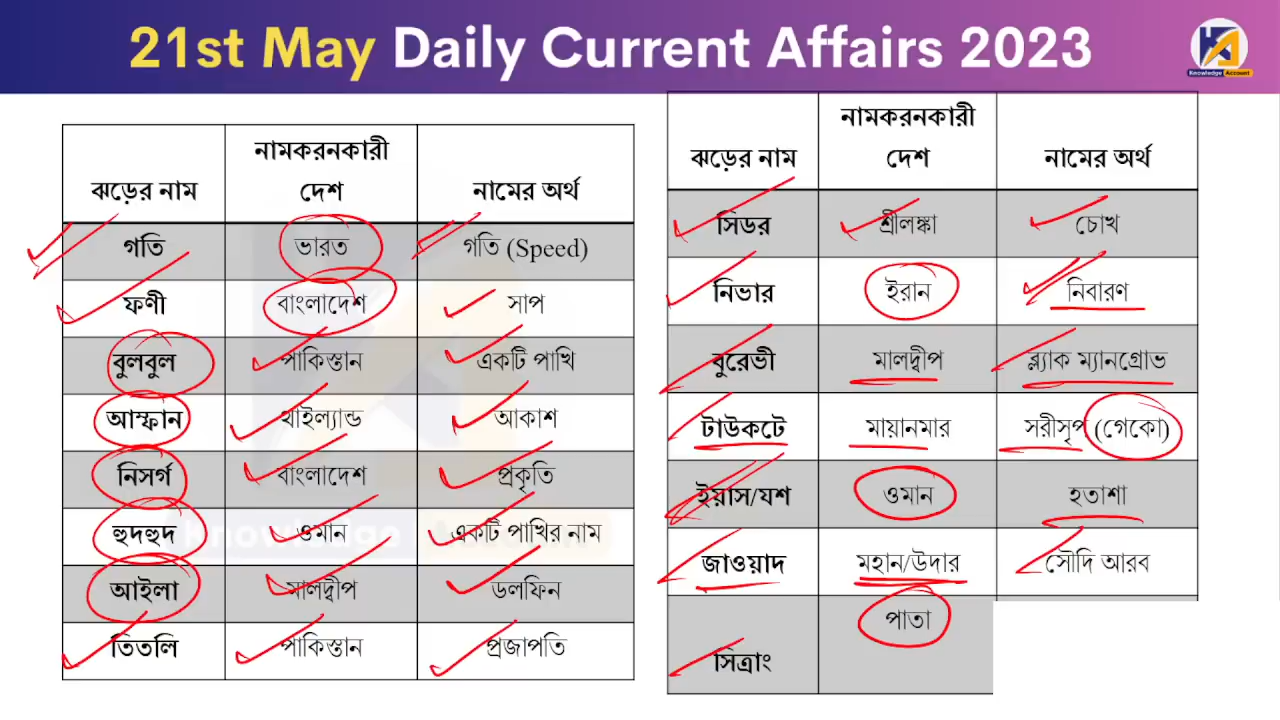 21st May Daily Current Affairs 2023
Knowledge Account
ঝড়ের নাম নামকরনকারী দেশ নামের অর্থ
গতি ভারত গতি (Speed)
ফণী বাংলাদেশ সাপ
বুলবুল পাকিস্তান একটি পাখি
আম্ফান থাইল্যান্ড আকাশ
নিসর্গ বাংলাদেশ প্রকৃতি
হুদহুদ ওমান একটি পাখির নাম
আইলা মালদ্বীপ ডলফিন
তিতলি পাকিস্তান প্রজাপতি
ঝড়ের নাম নামকরনকারী দেশ নামের অর্থ
সিডর শ্রীলঙ্কা চোখ
নিভার ইরান নিবারণ
বুরেভী মালদ্বীপ ব্ল্যাক ম্যানগ্রোভ
টাউকটে মায়ানমার সরীসৃপ (গেকো)
ইয়াস/যশ ওমান হতাশা
জাওয়াদ মহান/উদার সৌদি আরব
সিত্রাং পাতা